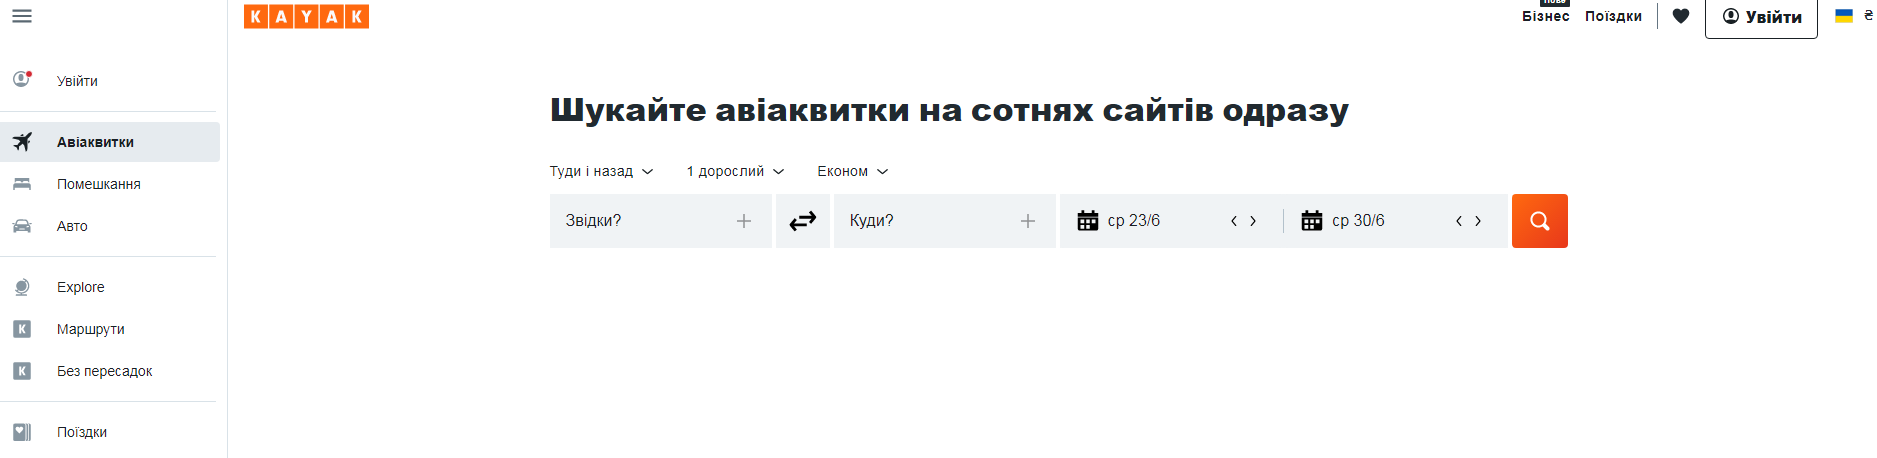 KAYAK
Нове
Бізнес
Поїздки
Увійти
₴
Увійти
Авіаквитки
Помешкання
Авто
Explore
K Маршрути
K Без пересадок
Поїздки
Шукайте авіаквитки на сотнях сайтів одразу
Туди і назад 1 дорослий Економ
Звідки? Куди? ср 23/6 ср 30/6